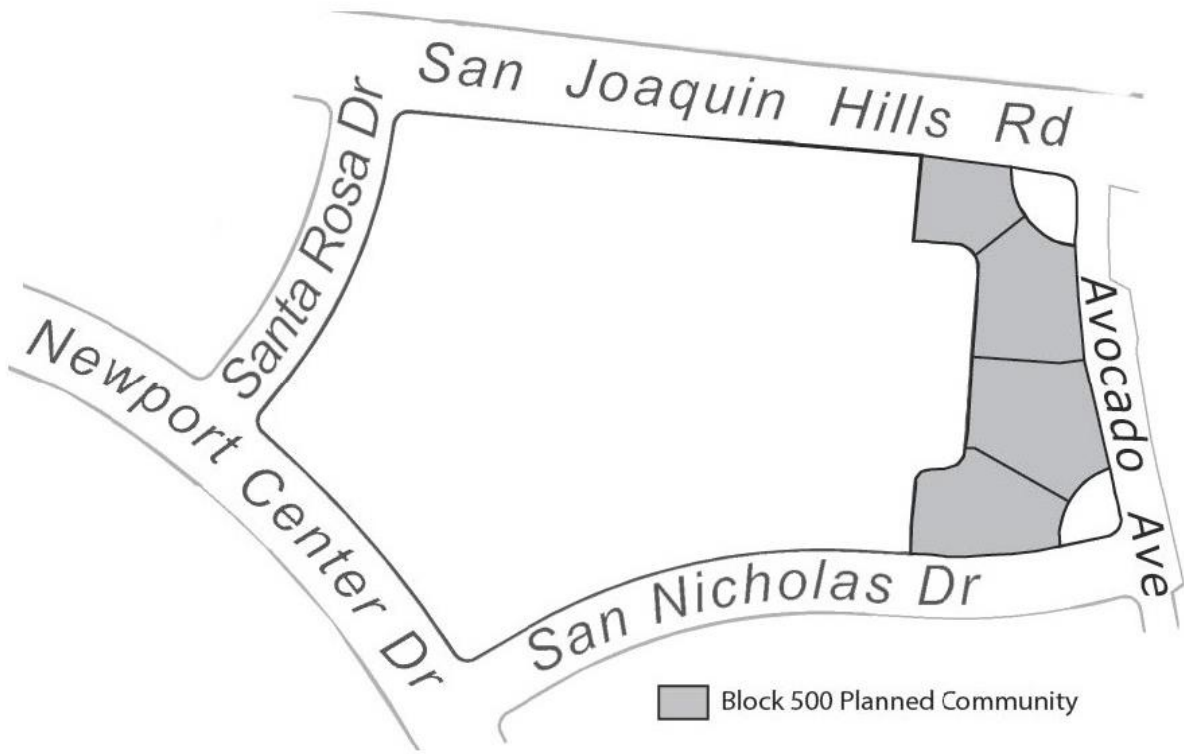 San Joaquin Hills Rd
Santa Rosa Dr
Avocado Ave
Newport Center Dr
San Nicholas Dr
Block 500 Planned Community